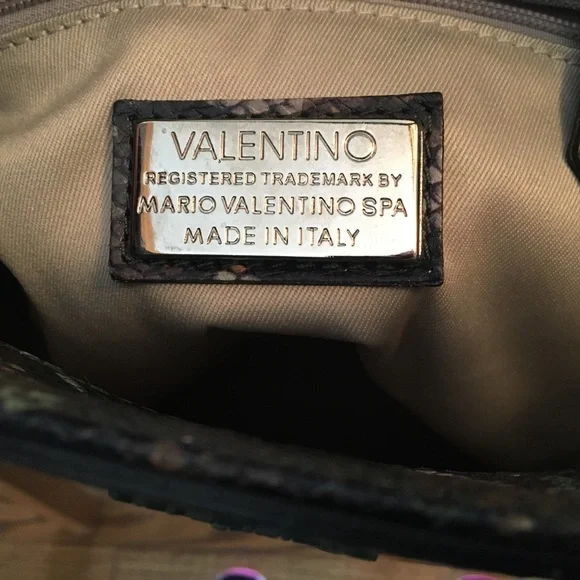 VALENTINO
REGISTERED TRADEMARK BY
MARIO VALENTINO SPA
MADE IN ITALY